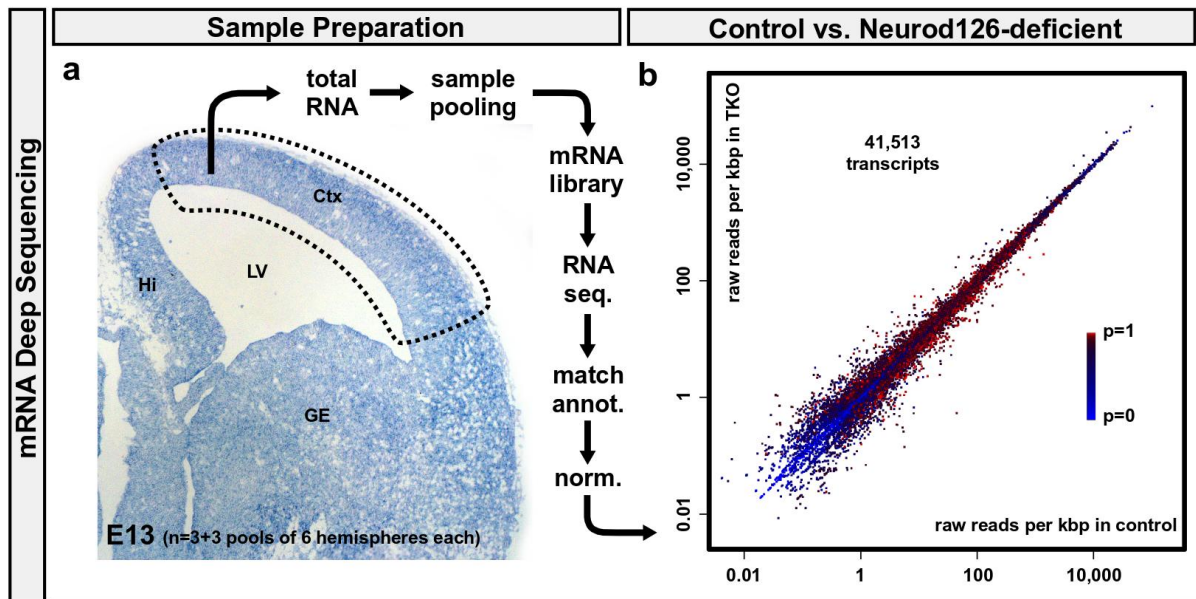 mRNA Deep Sequencing
Sample Preparation
Control vs. Neurod126-deficient
a
total
RNA
sample
pooling
mRNA
library
RNA
seq.
match
annot.
norm.
Ctx
LV
Hi
GE
E13 (n=3+3 pools of 6 hemispheres each)
b
raw reads per kbp in TKO
41,513
transcripts
10,000
100
1
0.01
p=1
p=0
raw reads per kbp in control
0.01
1
100
10,000